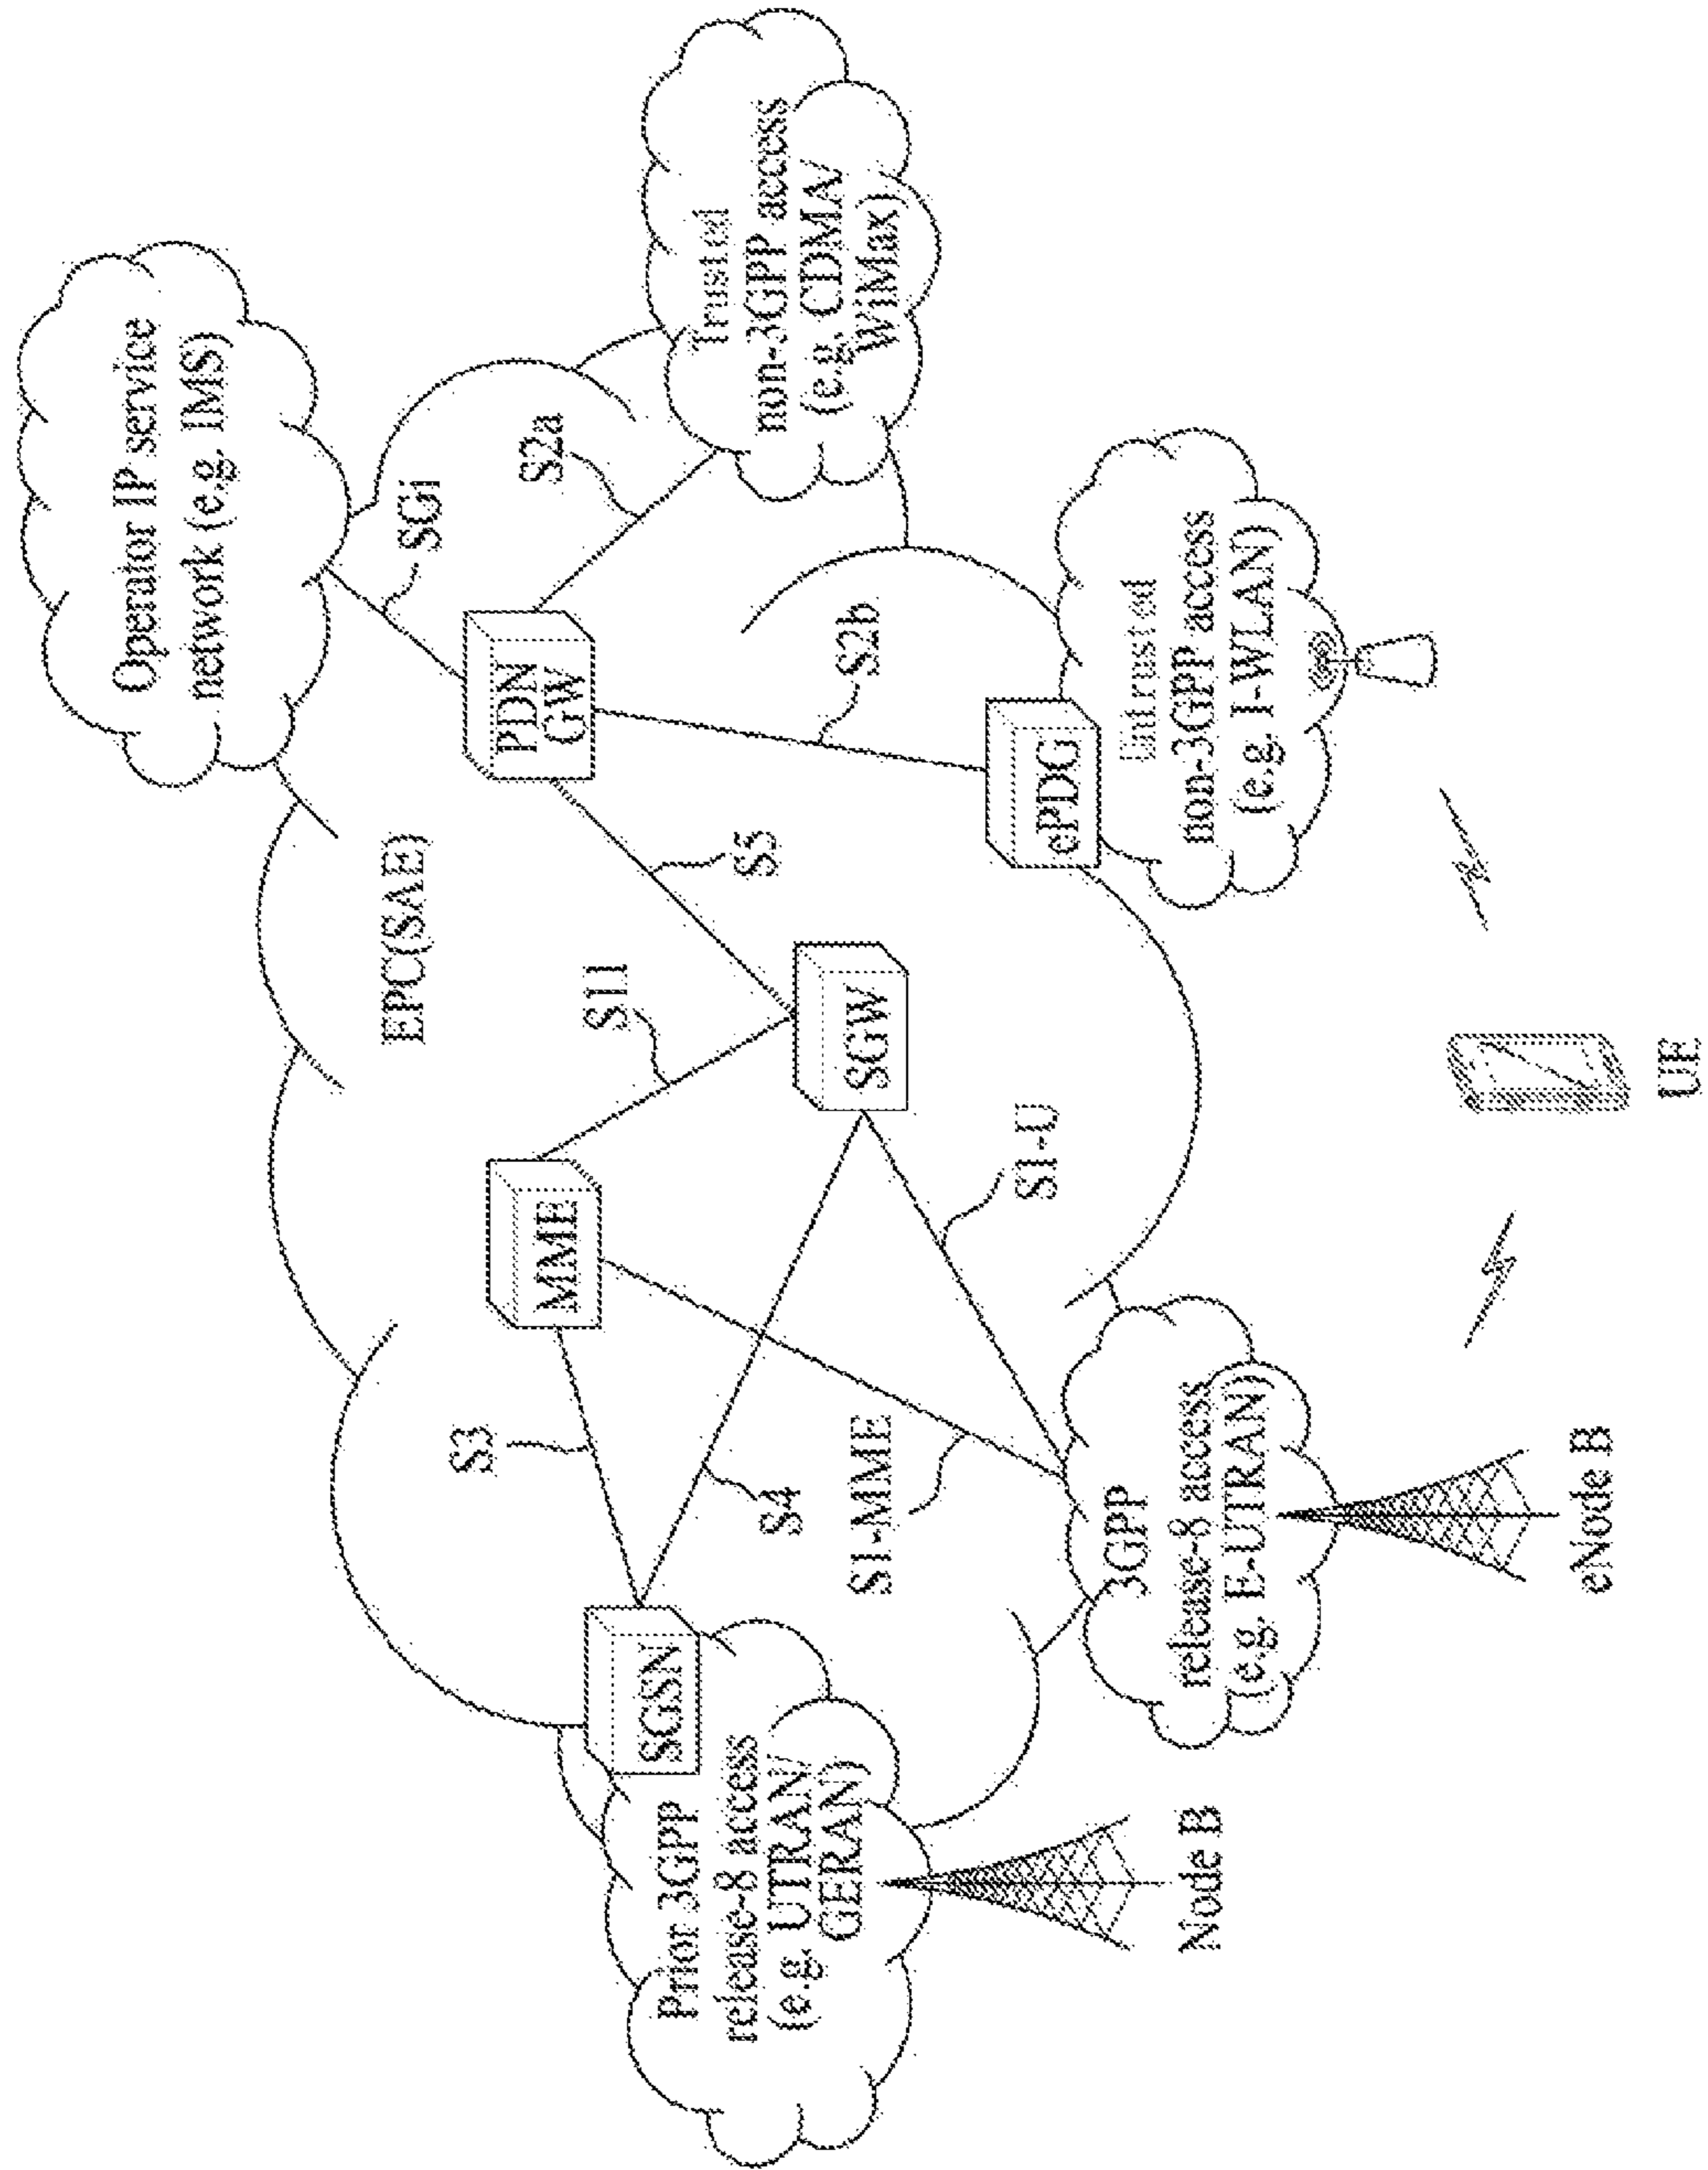 Operator IP service
network (e.g. IMS)
SGi
EPC(SAE)
PDN
GW
S2a
Trusted
non-3GPP access
(e.g. CDMA/
WiMax)
S2b
S5
S11
MME
S3
SGSN
Prior 3GPP
release-8 access
(e.g. UTRAN/
GERAN)
S4
SGW
ePDG
Entrusted
non-3GPP access
(e.g. I-WLAN)
S1-MME
S1-U
3GPP
release-8 access
(e.g. E-UTRAN)
Node B
eNode B
UE